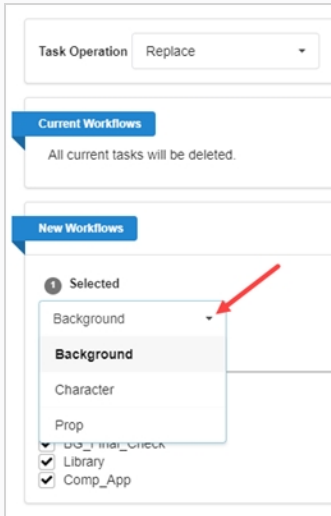 Task Operation Replace
Current Workflows
All current tasks will be deleted.
New Workflows
1 Selected
Background
Background
Character
Prop
BG_Final_Check
Library
Comp_App